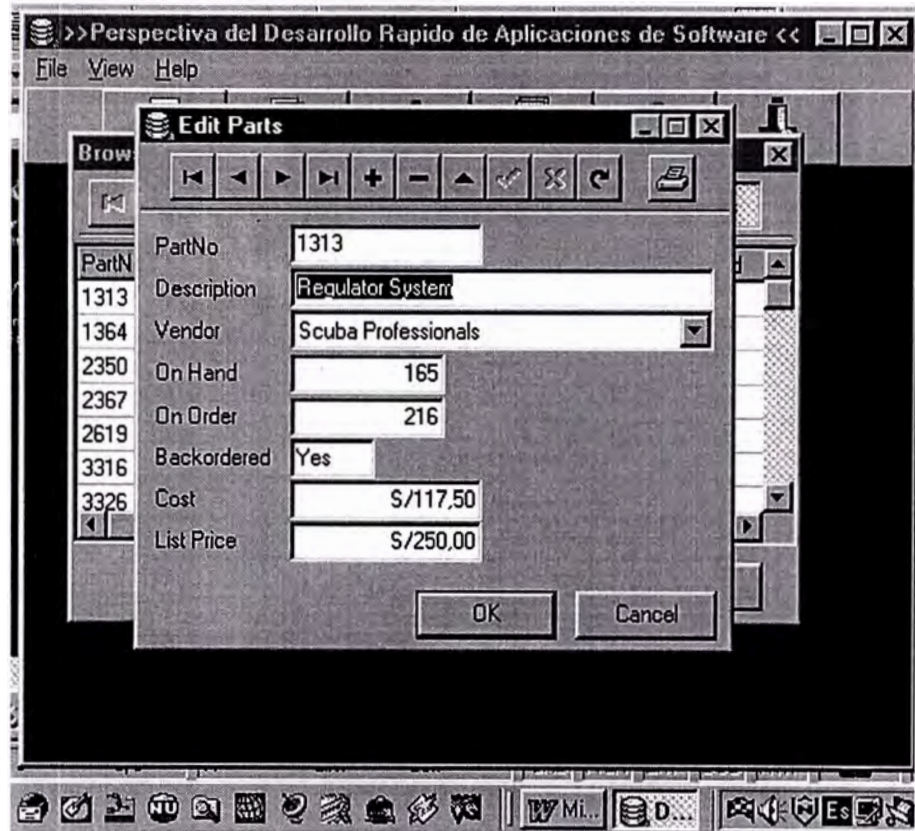 >>Perspectiva del Desarrollo Rapido de Aplicaciones de Software <<
File View Help
Edit Parts
Brow
PartNo 1313
Description Regulator System
Vendor Scuba Professionals
On Hand 165
On Order 216
Backordered Yes
Cost S/117,50
List Price S/250,00
OK Cancel
PartN
1313
1364
2350
2367
2619
3316
3326
W Mi... D... Es